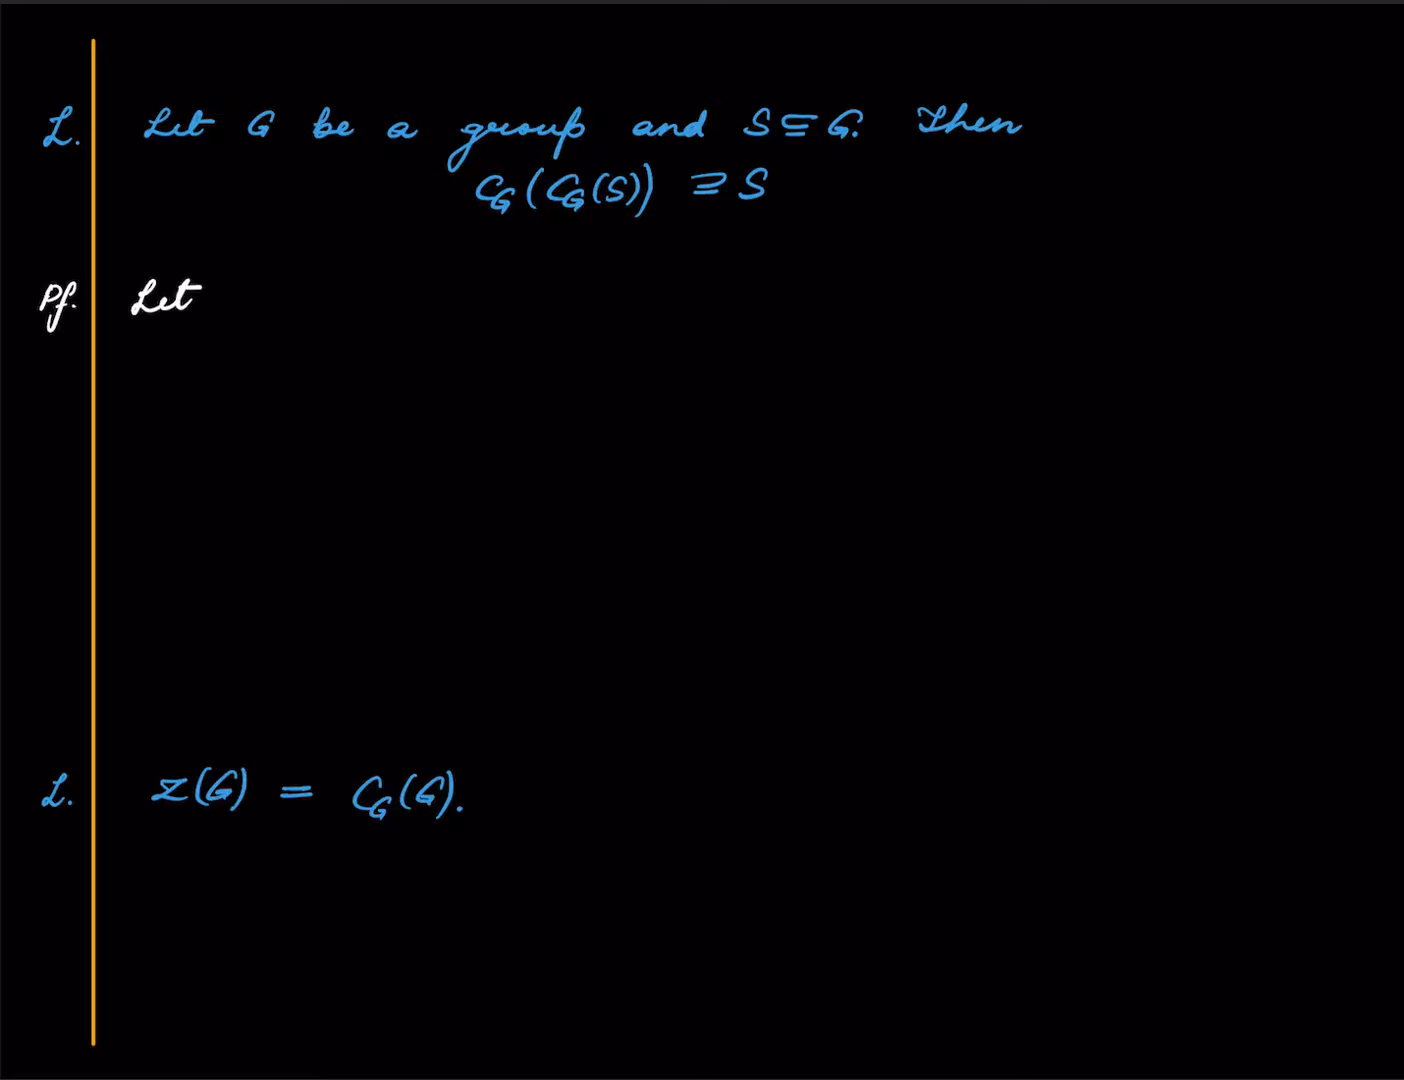 L. Let G be a group and S ⊆ G. Then
C_G(C_G(S)) ⊇ S
Pf. Let
L. Z(G) = C_G(G).